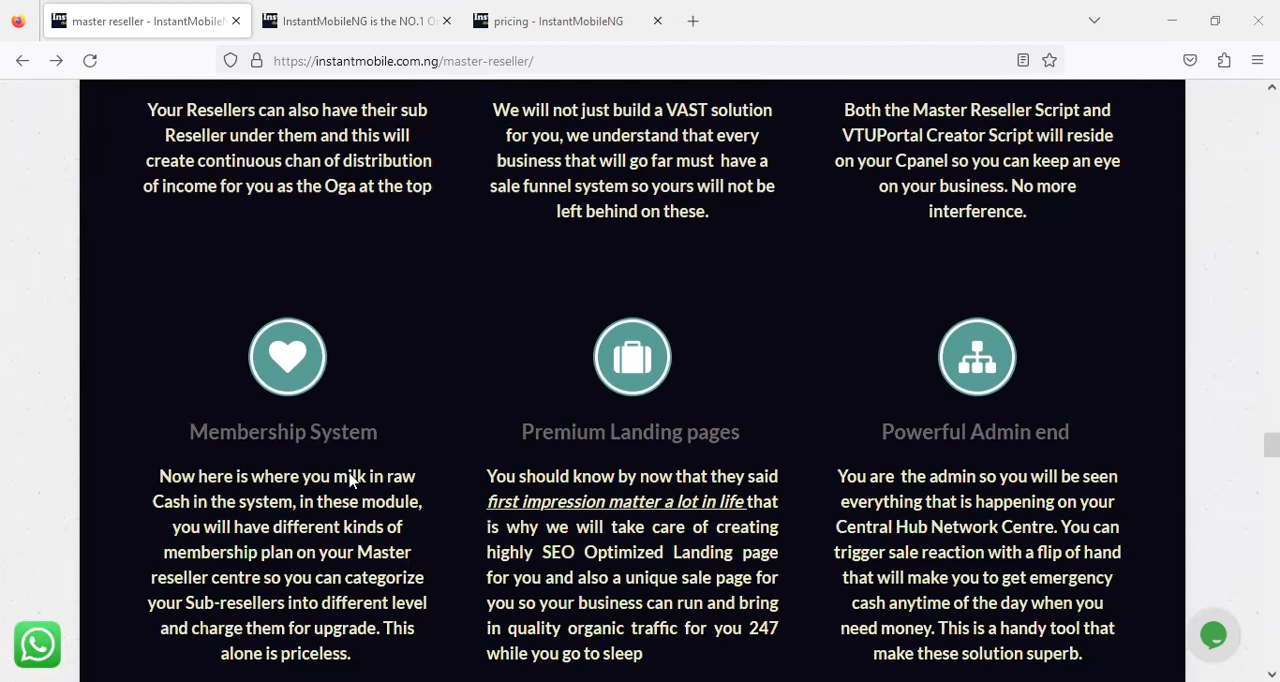 master reseller - InstantMobileN
InstantMobileNG is the NO.1 O
pricing - InstantMobileNG
https://instantmobile.com.ng/master-reseller/
Your Resellers can also have their sub
Reseller under them and this will
create continuous chan of distribution
of income for you as the Oga at the top
We will not just build a VAST solution
for you, we understand that every
business that will go far must have a
sale funnel system so yours will not be
left behind on these.
Both the Master Reseller Script and
VTUPortal Creator Script will reside
on your Cpanel so you can keep an eye
on your business. No more
interference.
Membership System
Now here is where you milk in raw
Cash in the system, in these module,
you will have different kinds of
membership plan on your Master
reseller centre so you can categorize
your Sub-resellers into different level
and charge them for upgrade. This
alone is priceless.
Premium Landing pages
You should know by now that they said
first impression matter a lot in life that
is why we will take care of creating
highly SEO Optimized Landing page
for you and also a unique sale page for
you so your business can run and bring
in quality organic traffic for you 247
while you go to sleep
Powerful Admin end
You are the admin so you will be seen
everything that is happening on your
Central Hub Network Centre. You can
trigger sale reaction with a flip of hand
that will make you to get emergency
cash anytime of the day when you
need money. This is a handy tool that
make these solution superb.